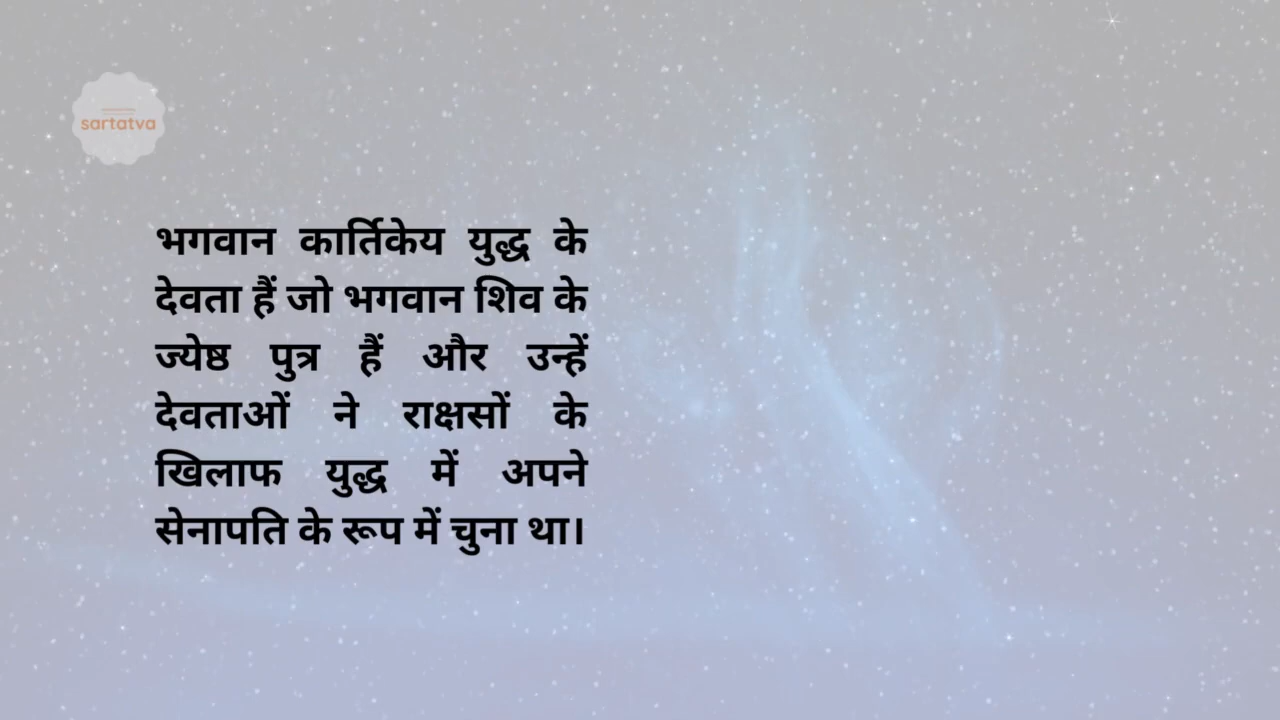 sartatva
भगवान कार्तिकेय युद्ध के
देवता हैं जो भगवान शिव के
ज्येष्ठ पुत्र हैं और उन्हें
देवताओं ने राक्षसों के
खिलाफ युद्ध में अपने
सेनापति के रूप में चुना था।